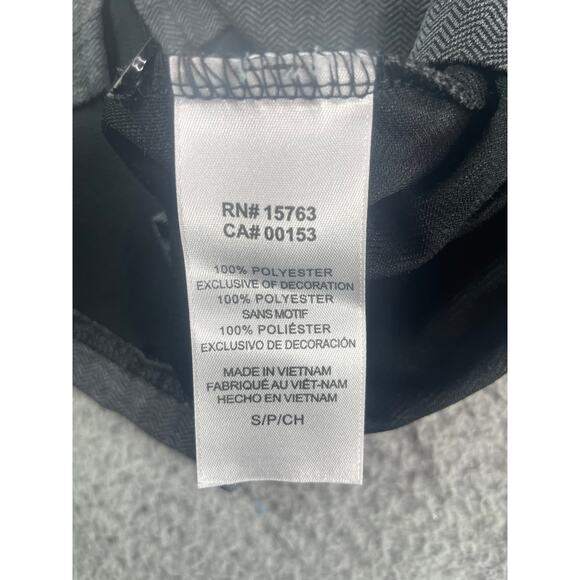 RN# 15763
CA# 00153
100% POLYESTER
EXCLUSIVE OF DECORATION
100% POLYESTER
SANS MOTIF
100% POLIÉSTER
EXCLUSIVO DE DECORACIÓN
MADE IN VIETNAM
FABRIQUÉ AU VIÊT-NAM
HECHO EN VIETNAM
S/P/CH